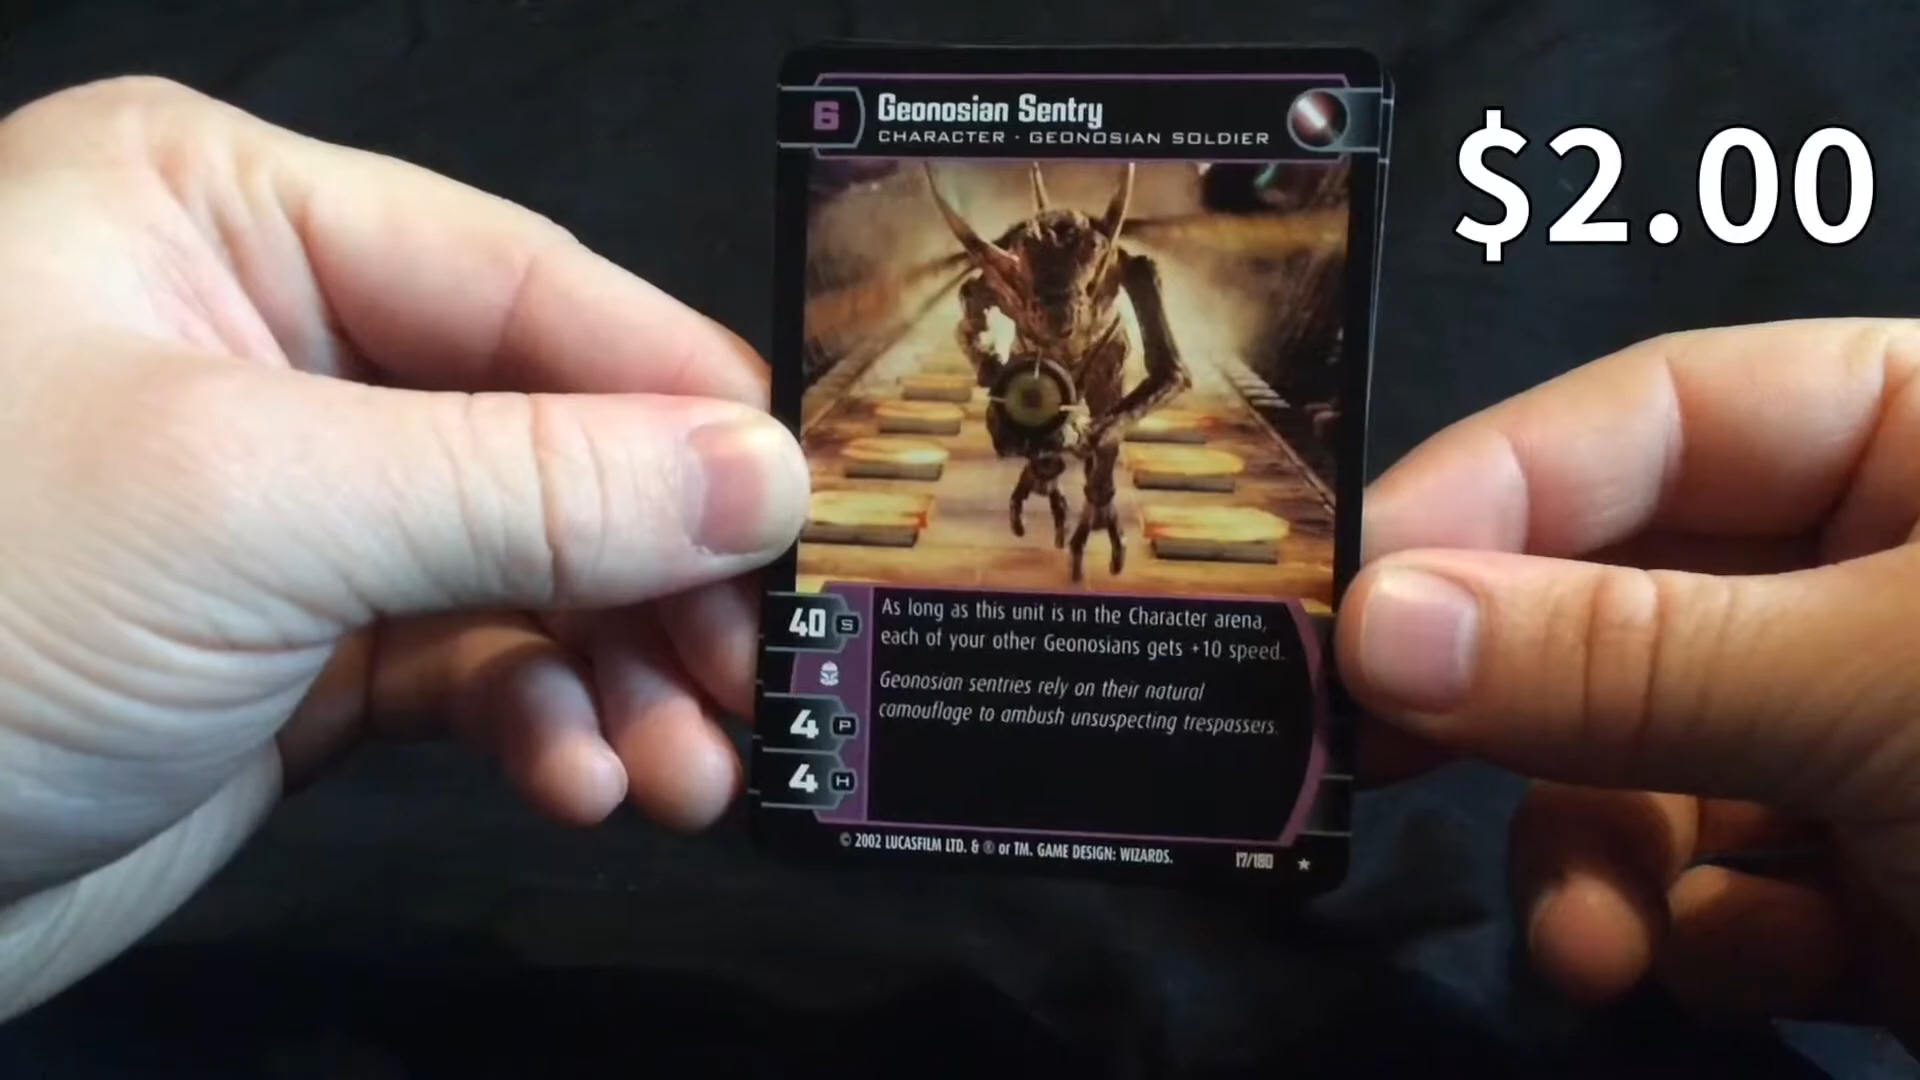 6
Geonosian Sentry
CHARACTER · GEONOSIAN SOLDIER
$2.00
40 S
4 P
4 H
As long as this unit is in the Character arena,
each of your other Geonosians gets +10 speed.
Geonosian sentries rely on their natural
camouflage to ambush unsuspecting trespassers.
© 2002 LUCASFILM LTD. & ® or TM. GAME DESIGN: WIZARDS.
17/180 ★